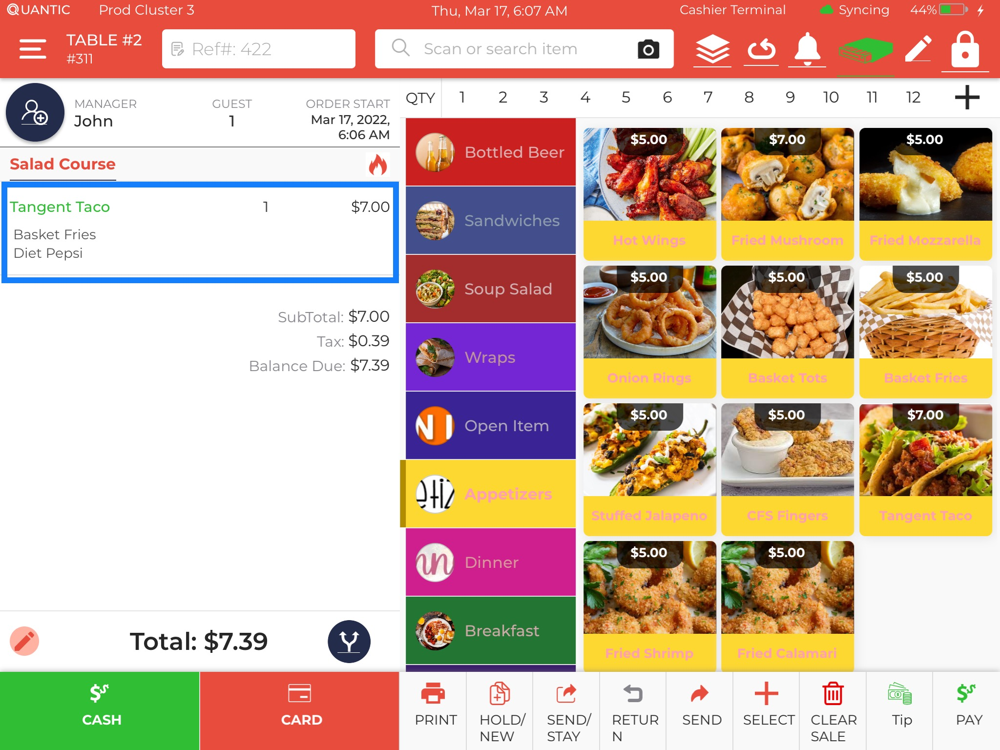 QUANTIC Prod Cluster 3 Thu, Mar 17, 6:07 AM Cashier Terminal Syncing 44%
TABLE #2
#311
Ref#: 422
Scan or search item
MANAGER
John
GUEST
1
ORDER START
Mar 17, 2022,
6:06 AM
QTY 1 2 3 4 5 6 7 8 9 10 11 12
Salad Course
Tangent Taco 1 $7.00
Basket Fries
Diet Pepsi
SubTotal: $7.00
Tax: $0.39
Balance Due: $7.39
Total: $7.39
CASH
CARD
Bottled Beer
Sandwiches
Soup Salad
Wraps
Open Item
Appetizers
Dinner
Breakfast
$5.00
Hot Wings
$7.00
Fried Mushroom
$5.00
Fried Mozzarella
$5.00
Onion Rings
$5.00
Basket Tots
$5.00
Basket Fries
$5.00
Stuffed Jalapeno
$5.00
CFS Fingers
$7.00
Tangent Taco
$5.00
Fried Shrimp
$5.00
Fried Calamari
PRINT
HOLD/
NEW
SEND/
STAY
RETUR
N
SEND
SELECT
CLEAR
SALE
Tip
PAY